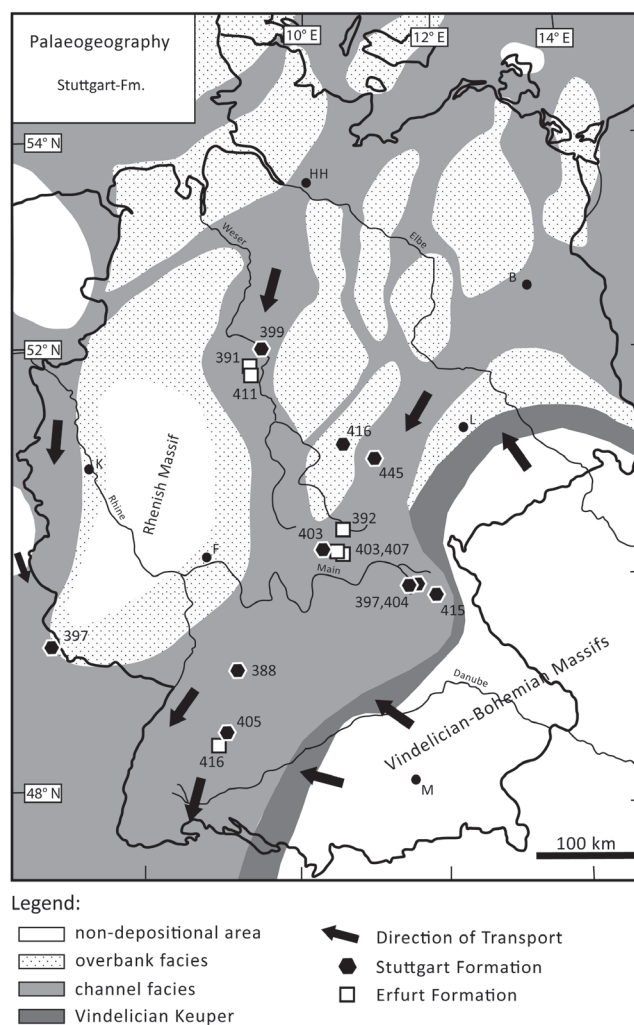 Palaeogeography
Stuttgart-Fm.
10° E
12° E
14° E
54° N
HH
Weser
Elbe
B
399
52° N
391
411
416
L
445
K
Rhenish Massif
Rhine
392
403
403,407
F
Main
397,404
415
397
388
Danube
Vindelician-Bohemian Massifs
405
416
M
48° N
100 km
Legend:
non-depositional area
overbank facies
channel facies
Vindelician Keuper
Direction of Transport
Stuttgart Formation
Erfurt Formation